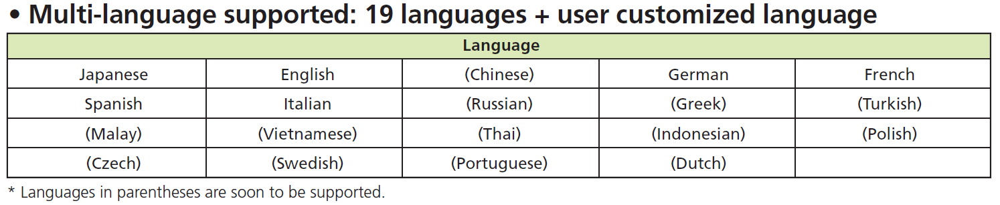 • Multi-language supported: 19 languages + user customized language
Language
Japanese English (Chinese) German French
Spanish Italian (Russian) (Greek) (Turkish)
(Malay) (Vietnamese) (Thai) (Indonesian) (Polish)
(Czech) (Swedish) (Portuguese) (Dutch)
* Languages in parentheses are soon to be supported.